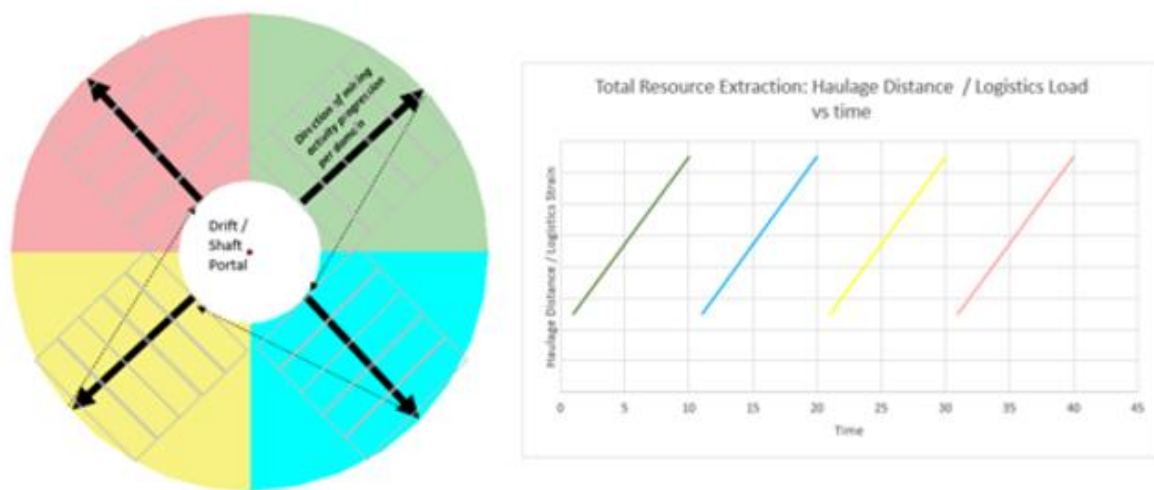 Direction of mining
activity progression
per domain
Drift /
Shaft
Portal
Total Resource Extraction: Haulage Distance / Logistics Load
vs time
Haulage Distance / Logistics Strain
0 5 10 15 20 25 30 35 40 45
Time